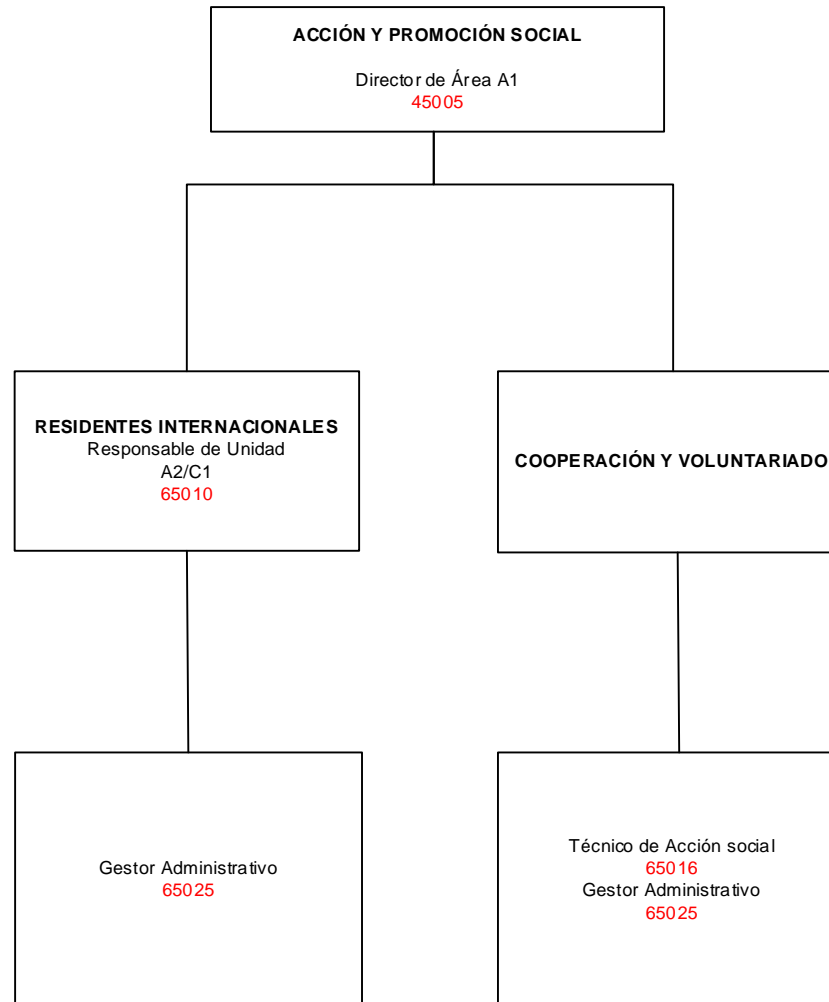 ACCIÓN Y PROMOCIÓN SOCIAL
Director de Área A1
45005
RESIDENTES INTERNACIONALES
Responsable de Unidad
A2/C1
65010
COOPERACIÓN Y VOLUNTARIADO
Gestor Administrativo
65025
Técnico de Acción social
65016
Gestor Administrativo
65025